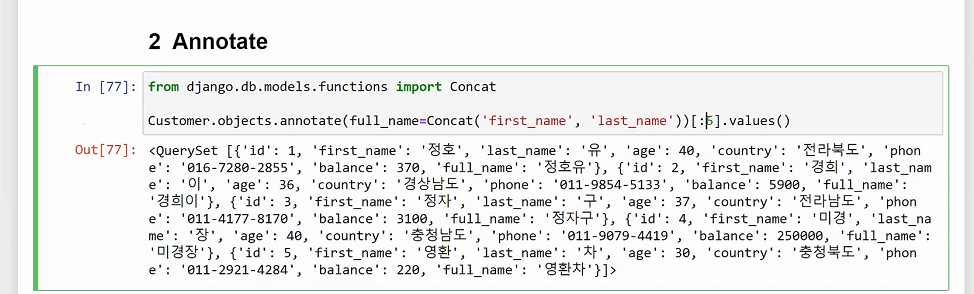 2 Annotate
In [77]: from django.db.models.functions import Concat
Customer.objects.annotate(full_name=Concat('first_name', 'last_name'))[:5].values()
Out[77]: <QuerySet [{'id': 1, 'first_name': '정호', 'last_name': '유', 'age': 40, 'country': '전라북도', 'phon
e': '016-7280-2855', 'balance': 370, 'full_name': '정호유'}, {'id': 2, 'first_name': '경희', 'last_nam
e': '이', 'age': 36, 'country': '경상남도', 'phone': '011-9854-5133', 'balance': 5900, 'full_name':
'경희이'}, {'id': 3, 'first_name': '정자', 'last_name': '구', 'age': 37, 'country': '전라남도', 'phon
e': '011-4177-8170', 'balance': 3100, 'full_name': '정자구'}, {'id': 4, 'first_name': '미경', 'last_na
me': '장', 'age': 40, 'country': '충청남도', 'phone': '011-9079-4419', 'balance': 250000, 'full_name':
'미경장'}, {'id': 5, 'first_name': '영환', 'last_name': '차', 'age': 30, 'country': '충청북도', 'phon
e': '011-2921-4284', 'balance': 220, 'full_name': '영환차'}]>